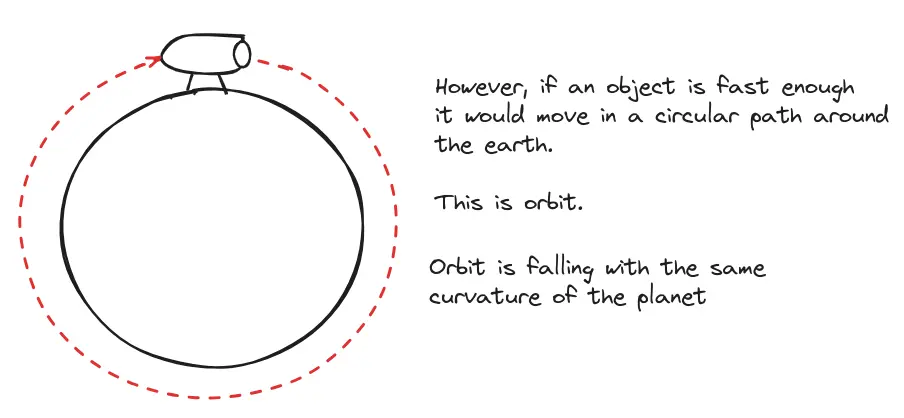 However, if an object is fast enough
it would move in a circular path around
the earth.
This is orbit.
Orbit is falling with the same
curvature of the planet